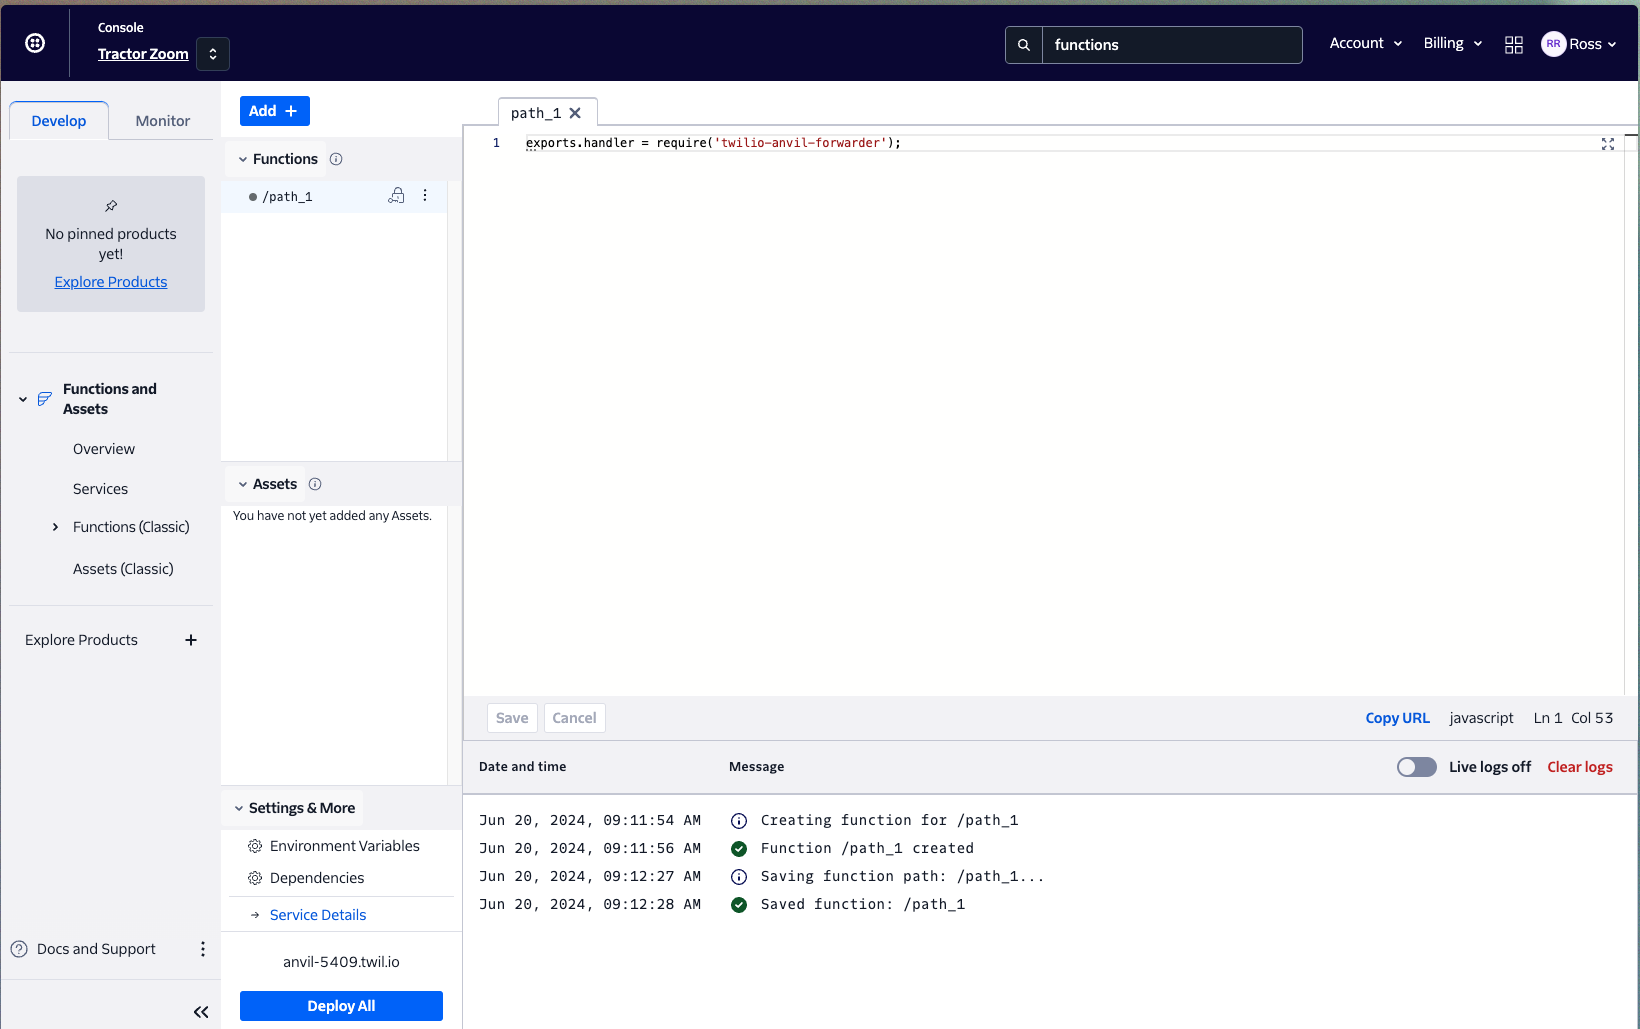 Console
Tractor Zoom
functions
Account
Billing
RR
Ross
Develop
Monitor
Add +
path_1
No pinned products
yet!
Explore Products
Functions and
Assets
Overview
Services
Functions (Classic)
Assets (Classic)
Explore Products +
Docs and Support
Functions
/path_1
Assets
You have not yet added any Assets.
Settings & More
Environment Variables
Dependencies
Service Details
anvil-5409.twil.io
Deploy All
1 exports.handler = require('twilio-anvil-forwarder');
Save Cancel Copy URL javascript Ln 1 Col 53
Date and time Message Live logs off Clear logs
Jun 20, 2024, 09:11:54 AM Creating function for /path_1
Jun 20, 2024, 09:11:56 AM Function /path_1 created
Jun 20, 2024, 09:12:27 AM Saving function path: /path_1...
Jun 20, 2024, 09:12:28 AM Saved function: /path_1